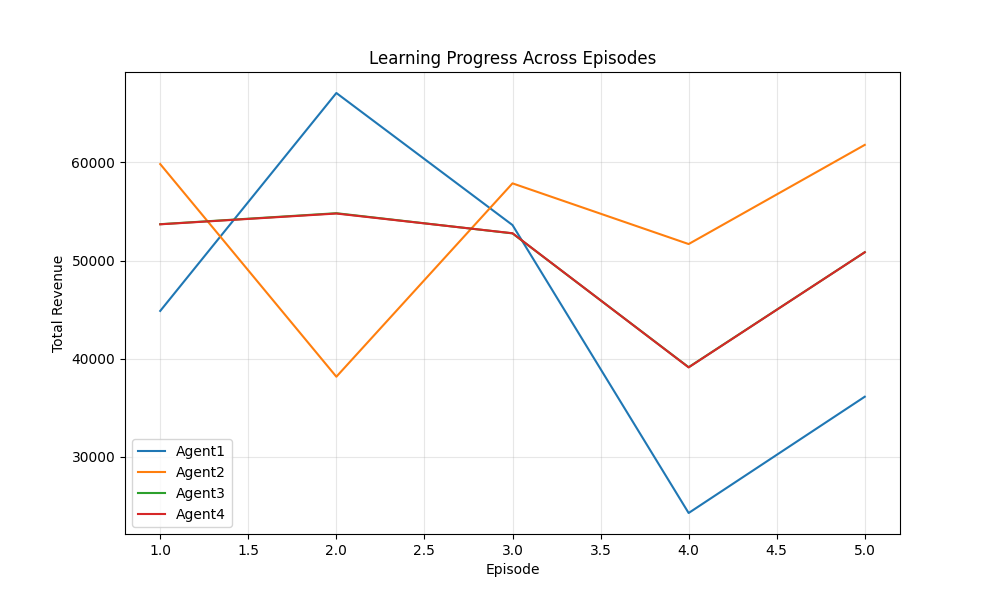 Learning Progress Across Episodes
Total Revenue
60000
50000
40000
30000
Agent1
Agent2
Agent3
Agent4
1.0 1.5 2.0 2.5 3.0 3.5 4.0 4.5 5.0
Episode